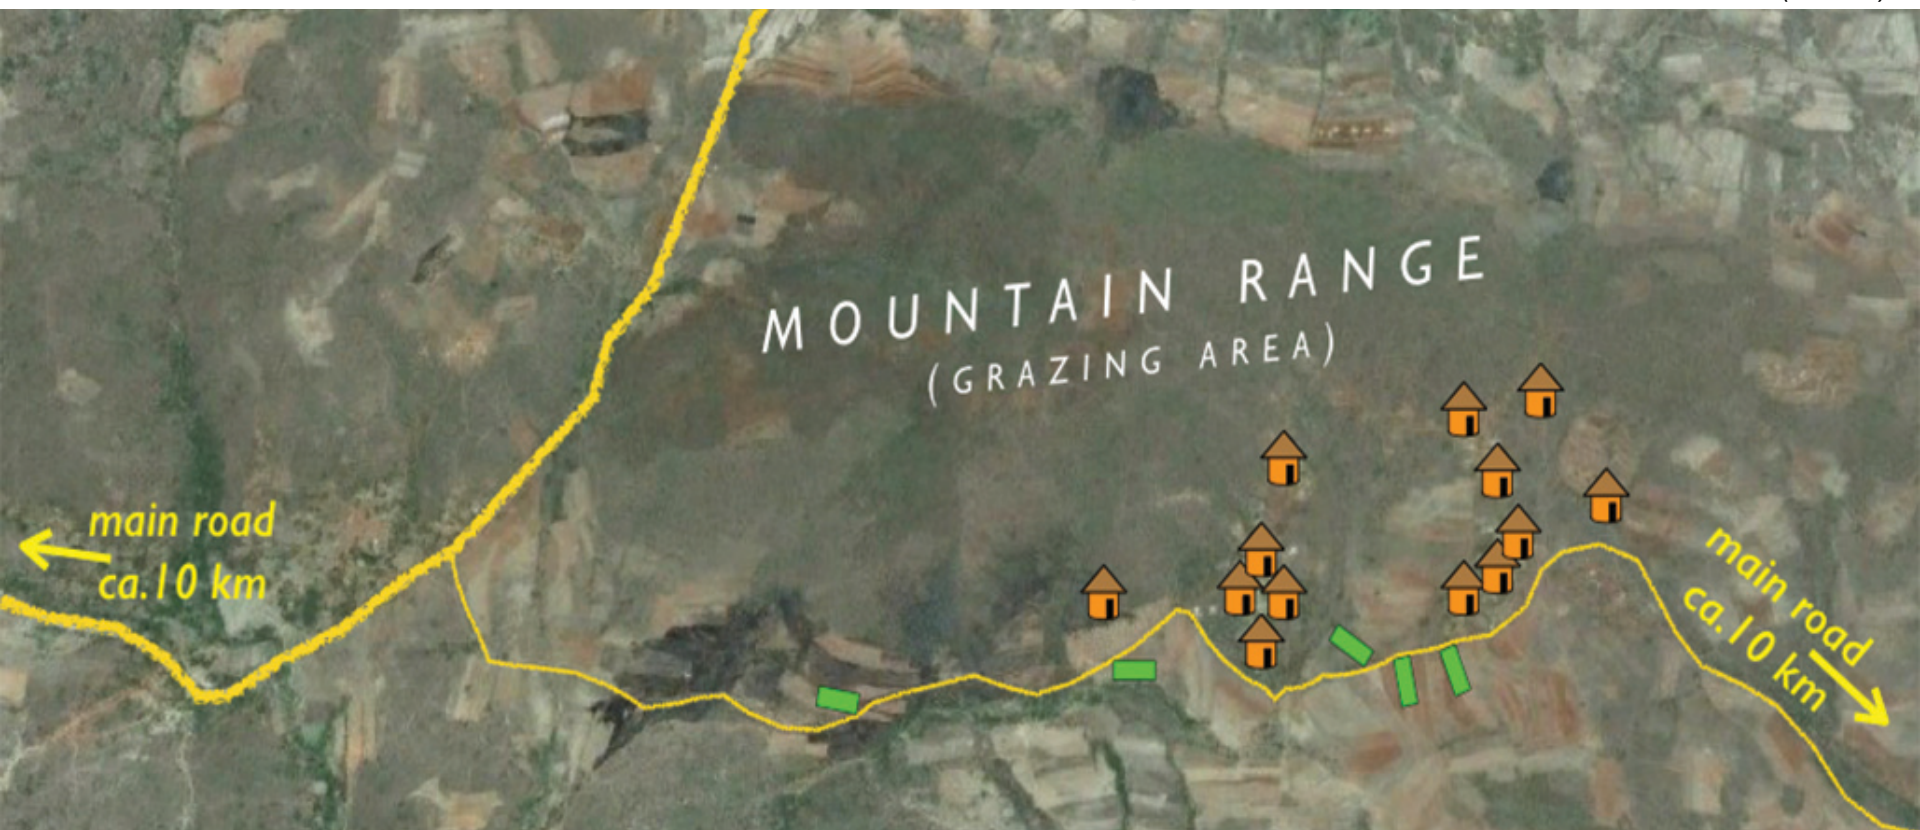 MOUNTAIN RANGE
(GRAZING AREA)
main road
ca.10 km
main road
ca.10 km